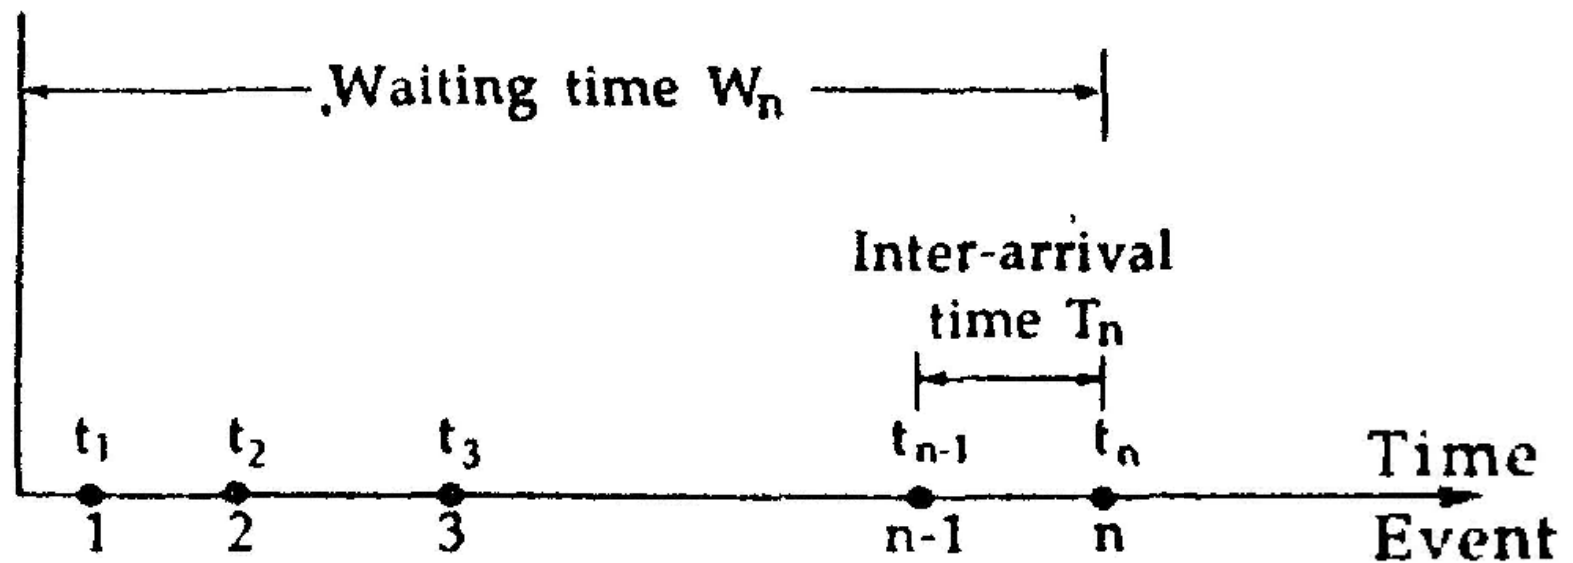 Waiting time Wn
Inter-arrival
time Tn
t1 t2 t3 tn-1 tn Time
1 2 3 n-1 n Event